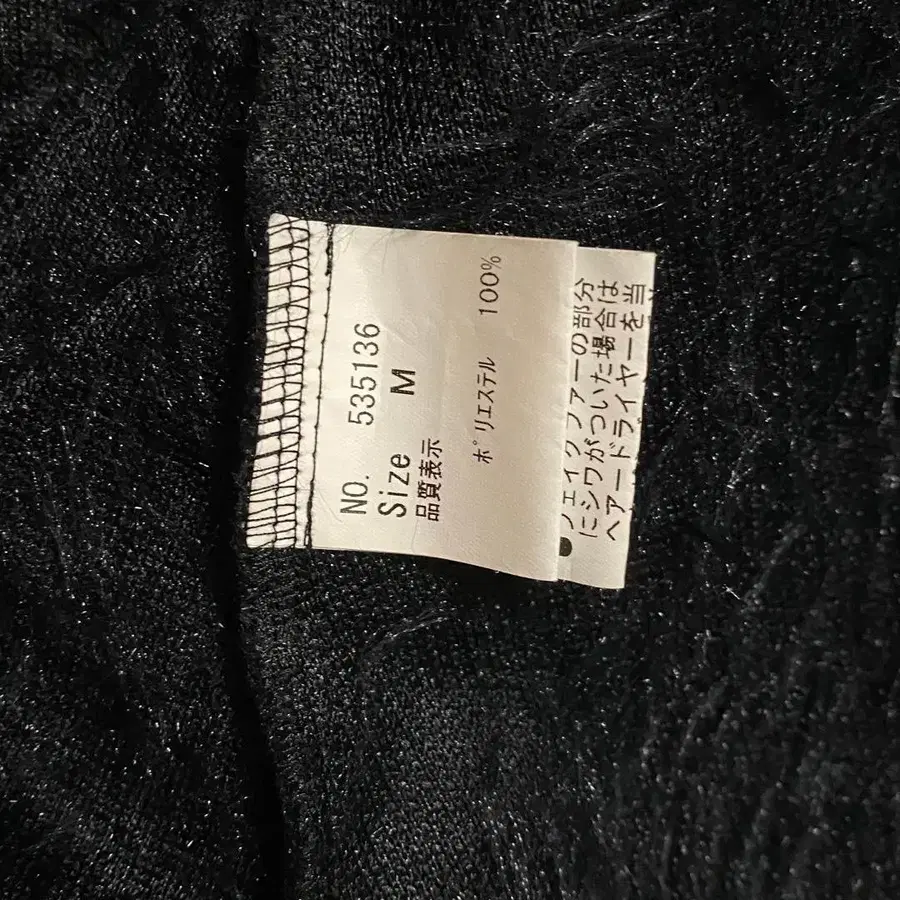 NO. 535136
Size M
品質表示
ポリエステル 100%
●フェイクファーの部分
にシワがついた場合は
ヘアードライヤーを当